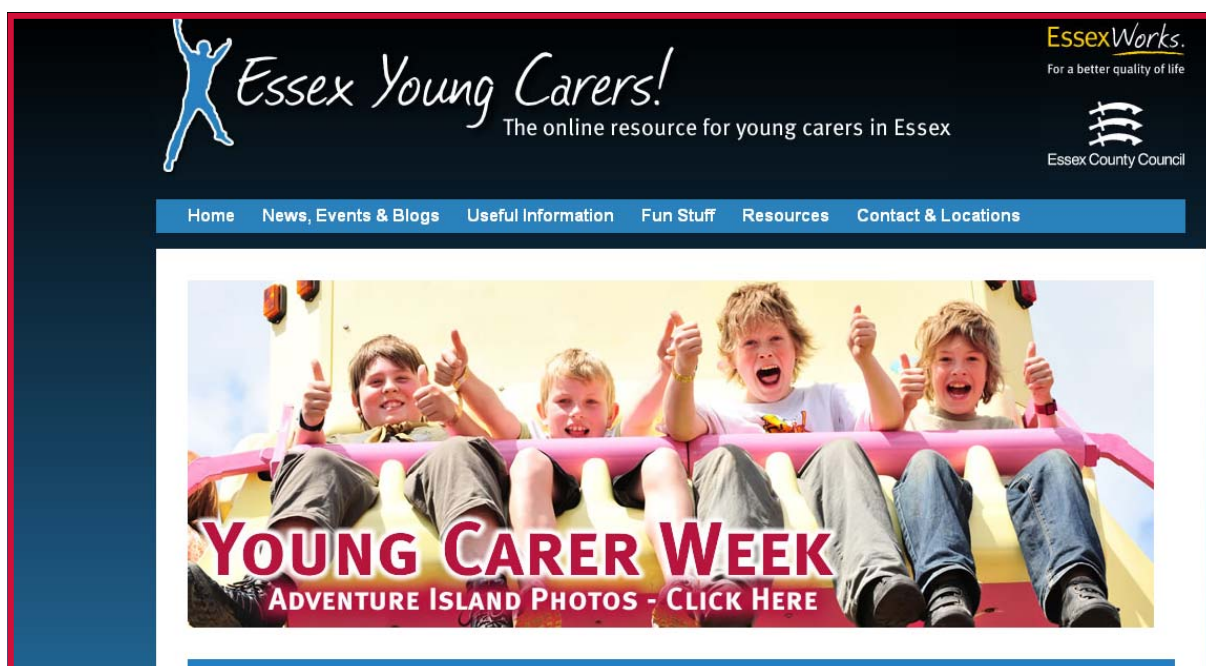 Essex Young Carers!
The online resource for young carers in Essex
EssexWorks.
For a better quality of life
Essex County Council
Home News, Events & Blogs Useful Information Fun Stuff Resources Contact & Locations
YOUNG CARER WEEK
ADVENTURE ISLAND PHOTOS - CLICK HERE